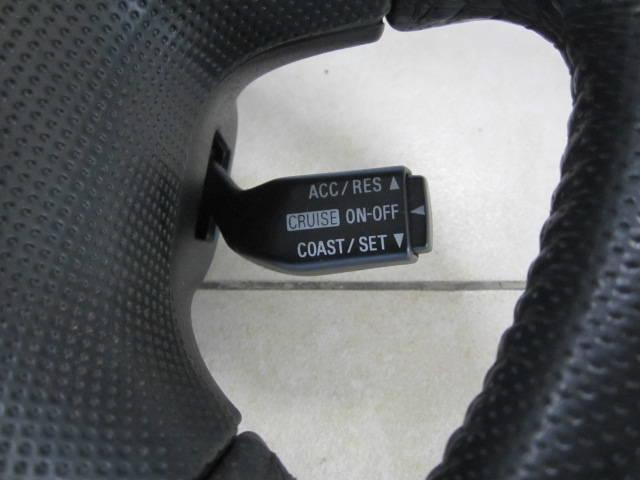 ACC/RES ▲
CRUISE ON-OFF ◀
COAST/SET ▼